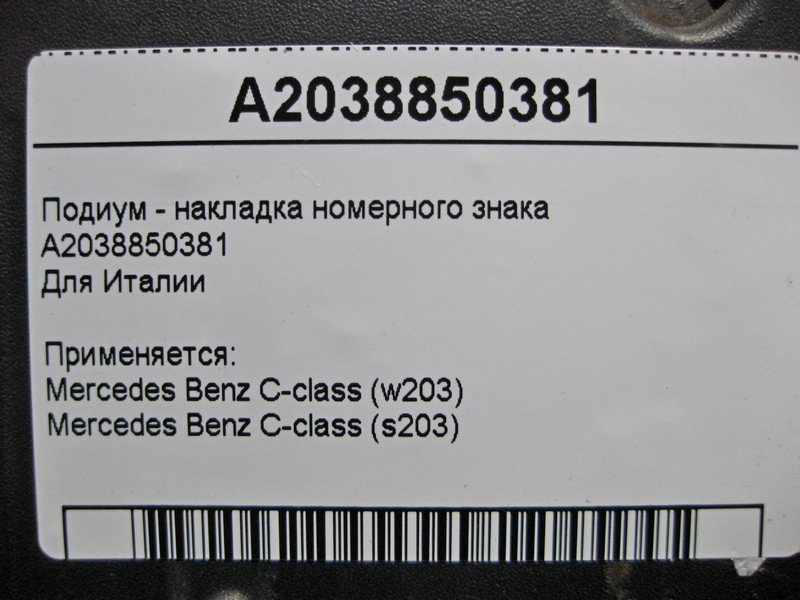 A2038850381
Подиум - накладка номерного знака
A2038850381
Для Италии
Применяется:
Mercedes Benz C-class (w203)
Mercedes Benz C-class (s203)